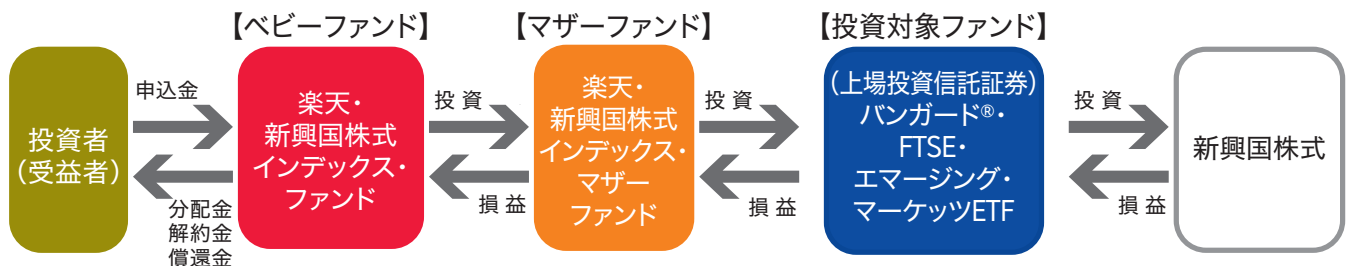 【ベビーファンド】
【マザーファンド】
【投資対象ファンド】
投資者
(受益者)
申込金
分配金
解約金
償還金
楽天・
新興国株式
インデックス・
ファンド
投資
損益
楽天・
新興国株式
インデックス・
マザー
ファンド
投資
損益
(上場投資信託証券)
バンガード®・
FTSE・
エマージング・
マーケッツETF
投資
損益
新興国株式